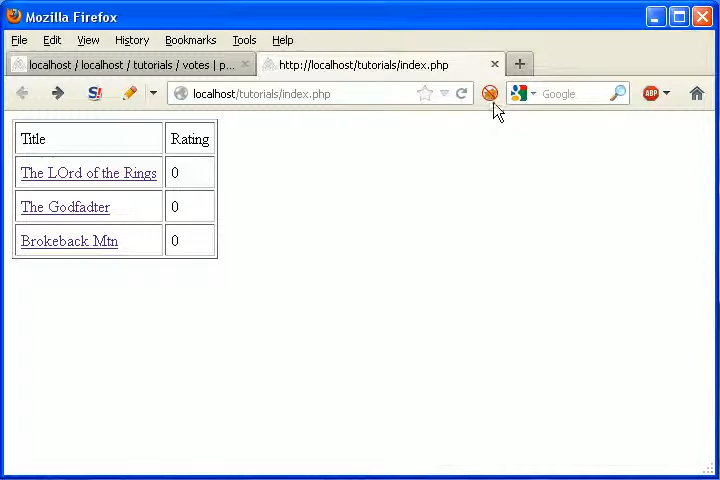 Mozilla Firefox
File Edit View History Bookmarks Tools Help
localhost / localhost / tutorials / votes | p... http://localhost/tutorials/index.php
S! localhost/tutorials/index.php Google ABP
Title Rating
The LOrd of the Rings 0
The Godfadter 0
Brokeback Mtn 0